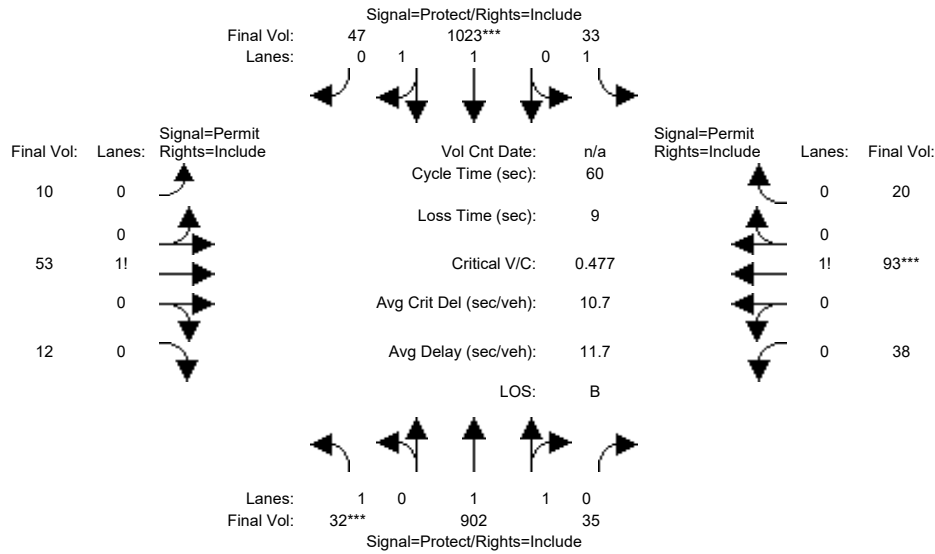 Signal=Protect/Rights=Include
Final Vol: 47 1023*** 33
Lanes: 0 1 1 0 1
Signal=Permit
Final Vol: Lanes: Rights=Include
Vol Cnt Date: n/a
Signal=Permit
Rights=Include Lanes: Final Vol:
Cycle Time (sec): 60
10 0
0 20
Loss Time (sec): 9
0
0
53 1!
Critical V/C: 0.477
1! 93***
0
Avg Crit Del (sec/veh): 10.7
0
12 0
Avg Delay (sec/veh): 11.7
0 38
LOS: B
Lanes: 1 0 1 1 0
Final Vol: 32*** 902 35
Signal=Protect/Rights=Include